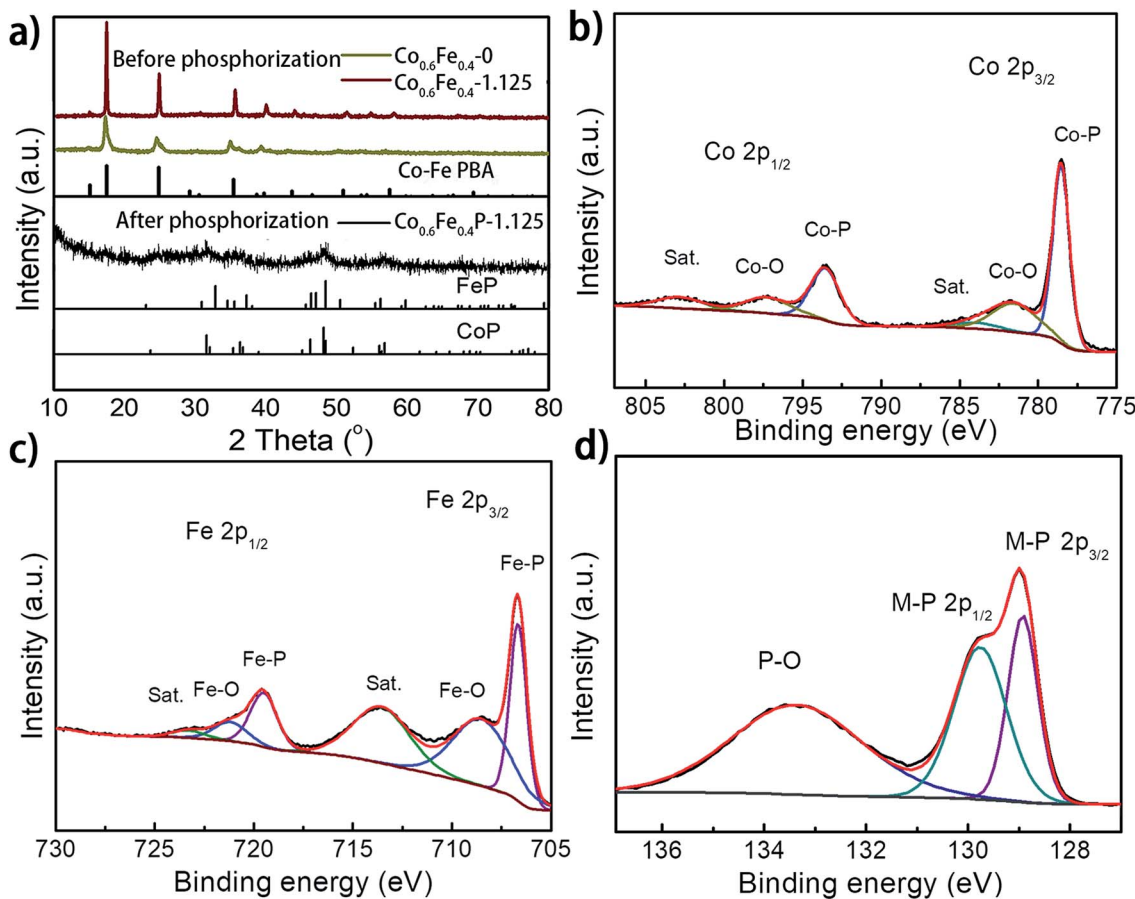 a)
Before phosphorization
Co0.6Fe0.4-0
Co0.6Fe0.4-1.125
Co-Fe PBA
After phosphorization
Co0.6Fe0.4P-1.125
FeP
CoP
Intensity (a.u.)
10 20 30 40 50 60 70 80
2 Theta (o)
b)
Co 2p3/2
Co-P
Co 2p1/2
Co-P
Sat.
Co-O
Sat.
Co-O
Intensity (a.u.)
805 800 795 790 785 780 775
Binding energy (eV)
c)
Fe 2p3/2
Fe 2p1/2
Fe-P
Fe-P
Sat.
Fe-O
Sat.
Fe-O
Intensity (a.u.)
730 725 720 715 710 705
Binding energy (eV)
d)
M-P 2p3/2
M-P 2p1/2
P-O
Intensity (a.u.)
136 134 132 130 128
Binding energy (eV)